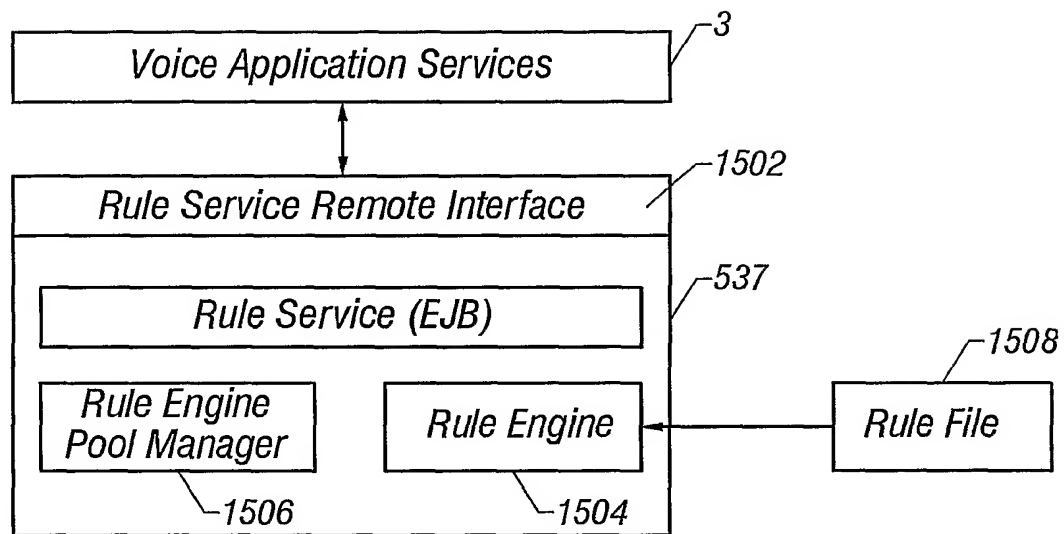 3
Voice Application Services
1502
Rule Service Remote Interface
537
Rule Service (EJB)
1508
Rule Engine
Pool Manager
Rule Engine
Rule File
1506
1504